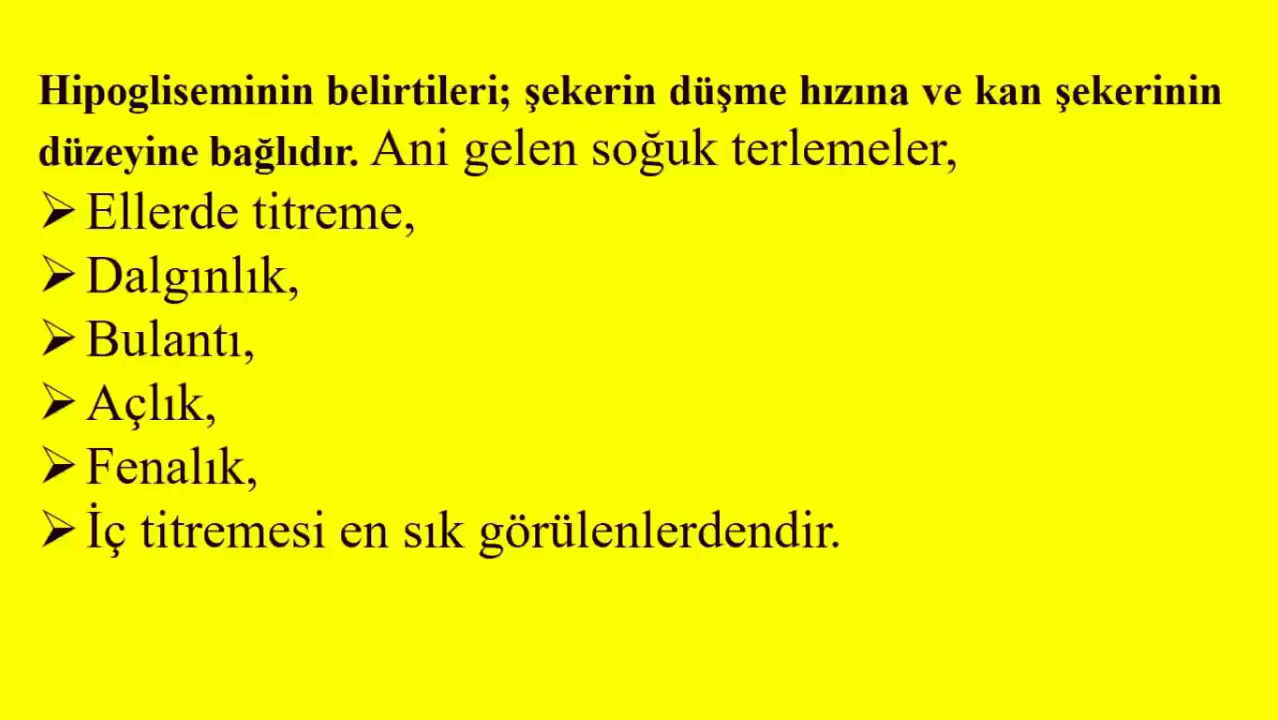 Hipogliseminin belirtileri; şekerin düşme hızına ve kan şekerinin
düzeyine bağlıdır. Ani gelen soğuk terlemeler,
➢ Ellerde titreme,
➢ Dalgınlık,
➢ Bulantı,
➢ Açlık,
➢ Fenalık,
➢ İç titremesi en sık görülenlerdendir.